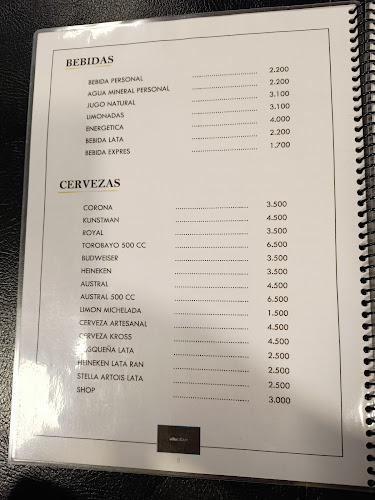 BEBIDAS
BEBIDA PERSONAL ........................ 2.200
AGUA MINERAL PERSONAL ........................ 2.200
JUGO NATURAL ........................ 3.100
LIMONADAS ........................ 3.100
ENERGETICA ........................ 4.000
BEBIDA LATA ........................ 2.200
BEBIDA EXPRES ........................ 1.700
CERVEZAS
CORONA ........................ 3.500
KUNSTMAN ........................ 4.500
ROYAL ........................ 3.500
TOROBAYO 500 CC ........................ 6.500
BUDWEISER ........................ 3.500
HEINEKEN ........................ 3.500
AUSTRAL ........................ 4.500
AUSTRAL 500 CC ........................ 6.500
LIMON MICHELADA ........................ 1.500
CERVEZA ARTESANAL ........................ 4.500
CERVEZA KROSS ........................ 4.500
LATA ........................ 2.500
HEINEKEN LATA RAN ........................ 2.500
STELLA ARTOIS LATA ........................ 2.500
SHOP ........................ 3.000